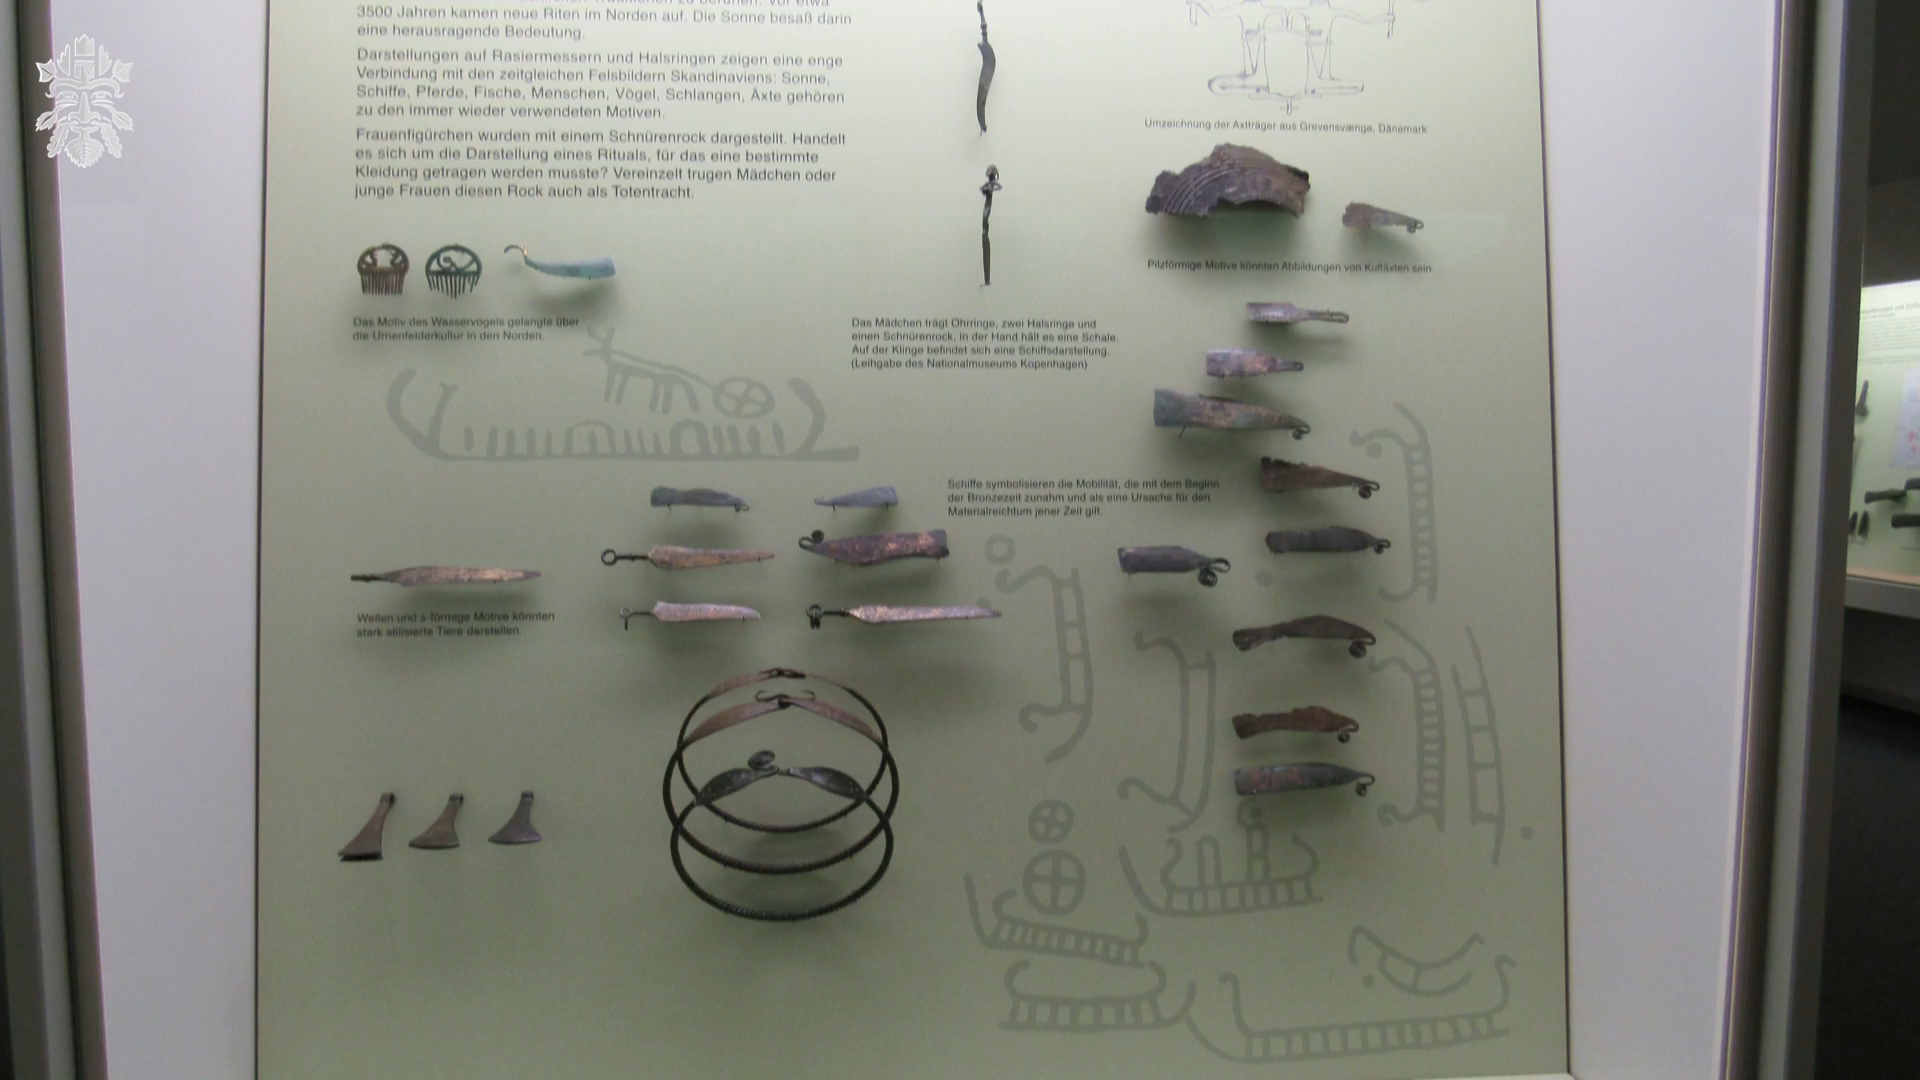 3500 Jahren kamen neue Riten im Norden auf. Die Sonne besaß darin
eine herausragende Bedeutung.
Darstellungen auf Rasiermessern und Halsringen zeigen eine enge
Verbindung mit den zeitgleichen Felsbildern Skandinaviens: Sonne,
Schiffe, Pferde, Fische, Menschen, Vögel, Schlangen, Äxte gehören
zu den immer wieder verwendeten Motiven.
Frauenfigürchen wurden mit einem Schnürenrock dargestellt. Handelt
es sich um die Darstellung eines Rituals, für das eine bestimmte
Kleidung getragen werden musste? Vereinzelt trugen Mädchen oder
junge Frauen diesen Rock auch als Totentracht.
Umzeichnung der Axtträger aus Grevensvænge, Dänemark
Pilzförmige Motive könnten Abbildungen von Kultäxten sein
Das Motiv des Wasservogels gelangte über
die Urnenfelderkultur in den Norden.
Das Mädchen trägt Ohrringe, zwei Halsringe und
einen Schnürenrock, in der Hand hält es eine Schale.
Auf der Klinge befindet sich eine Schiffsdarstellung.
(Leihgabe des Nationalmuseums Kopenhagen)
Schiffe symbolisieren die Mobilität, die mit dem Beginn
der Bronzezeit zunahm und als eine Ursache für den
Materialreichtum jener Zeit gilt.
Wellen und s-förmige Motive könnten
stark stilisierte Tiere darstellen.